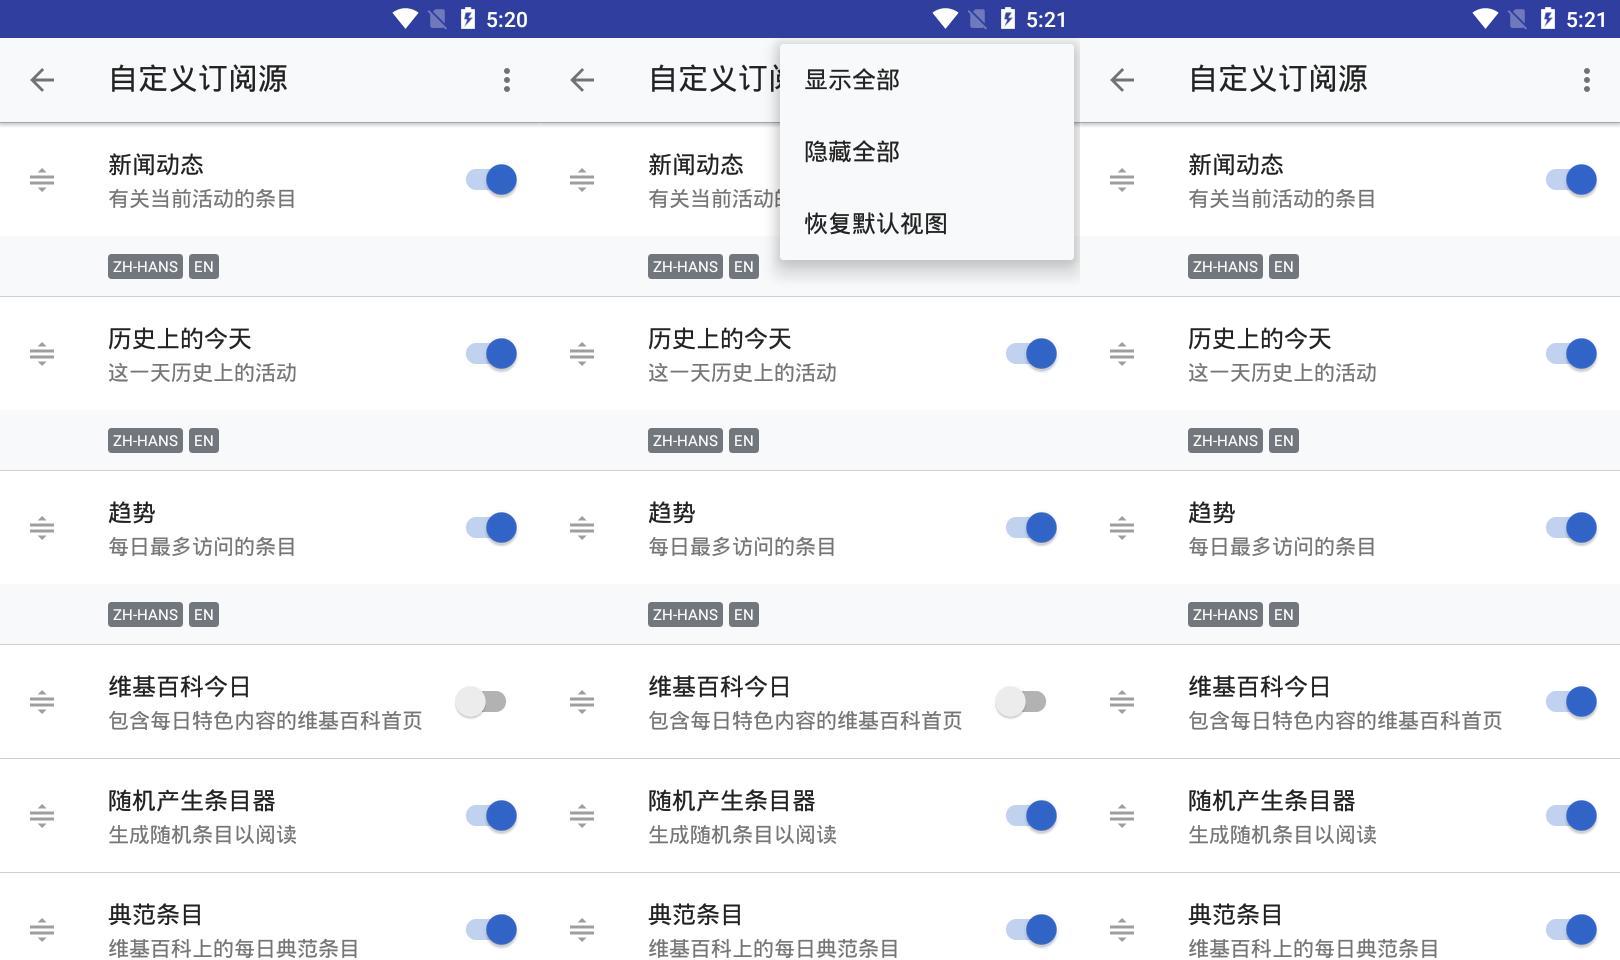 5:20
自定义订阅源
新闻动态
有关当前活动的条目
ZH-HANS EN
历史上的今天
这一天历史上的活动
ZH-HANS EN
趋势
每日最多访问的条目
ZH-HANS EN
维基百科今日
包含每日特色内容的维基百科首页
随机产生条目器
生成随机条目以阅读
典范条目
维基百科上的每日典范条目
5:21
自定义订
显示全部
隐藏全部
恢复默认视图
新闻动态
有关当前活动
ZH-HANS EN
历史上的今天
这一天历史上的活动
ZH-HANS EN
趋势
每日最多访问的条目
ZH-HANS EN
维基百科今日
包含每日特色内容的维基百科首页
随机产生条目器
生成随机条目以阅读
典范条目
维基百科上的每日典范条目
5:21
自定义订阅源
新闻动态
有关当前活动的条目
ZH-HANS EN
历史上的今天
这一天历史上的活动
ZH-HANS EN
趋势
每日最多访问的条目
ZH-HANS EN
维基百科今日
包含每日特色内容的维基百科首页
随机产生条目器
生成随机条目以阅读
典范条目
维基百科上的每日典范条目